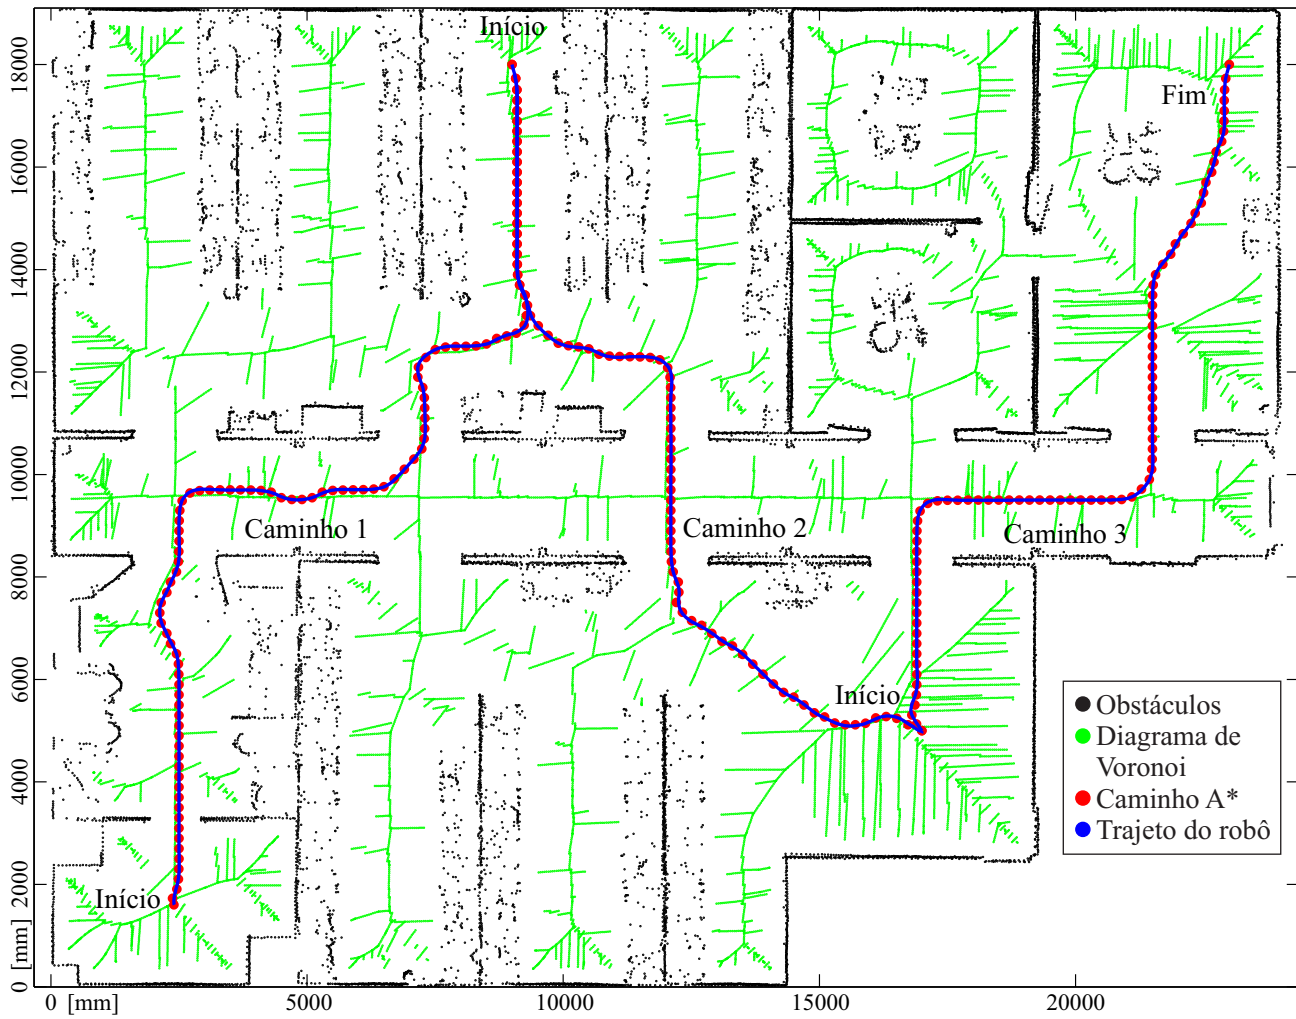 Início
Fim
18000
16000
14000
12000
10000
8000
6000
4000
2000
0 [mm]
Caminho 1
Caminho 2
Caminho 3
Início
Início
Obstáculos
Diagrama de
Voronoi
Caminho A*
Trajeto do robô
0 [mm] 5000 10000 15000 20000